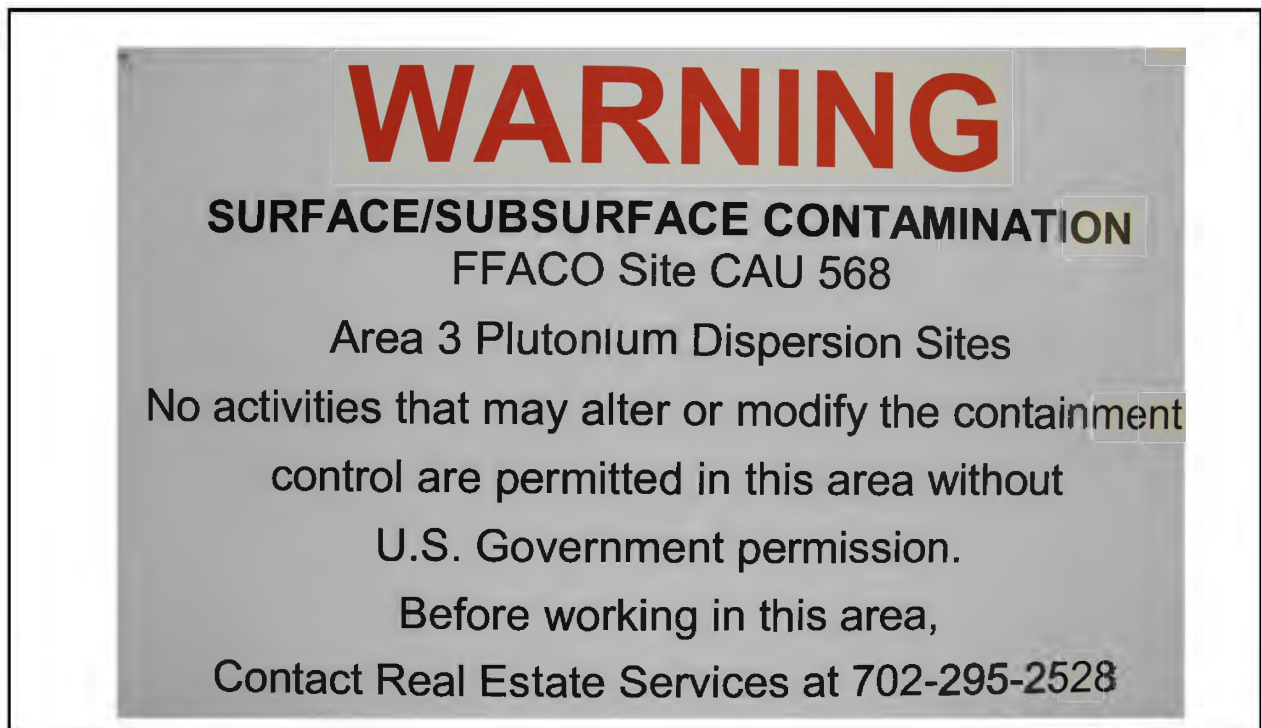 WARNING
SURFACE/SUBSURFACE CONTAMINATION
FFACO Site CAU 568
Area 3 Plutonium Dispersion Sites
No activities that may alter or modify the containment
control are permitted in this area without
U.S. Government permission.
Before working in this area,
Contact Real Estate Services at 702-295-2528